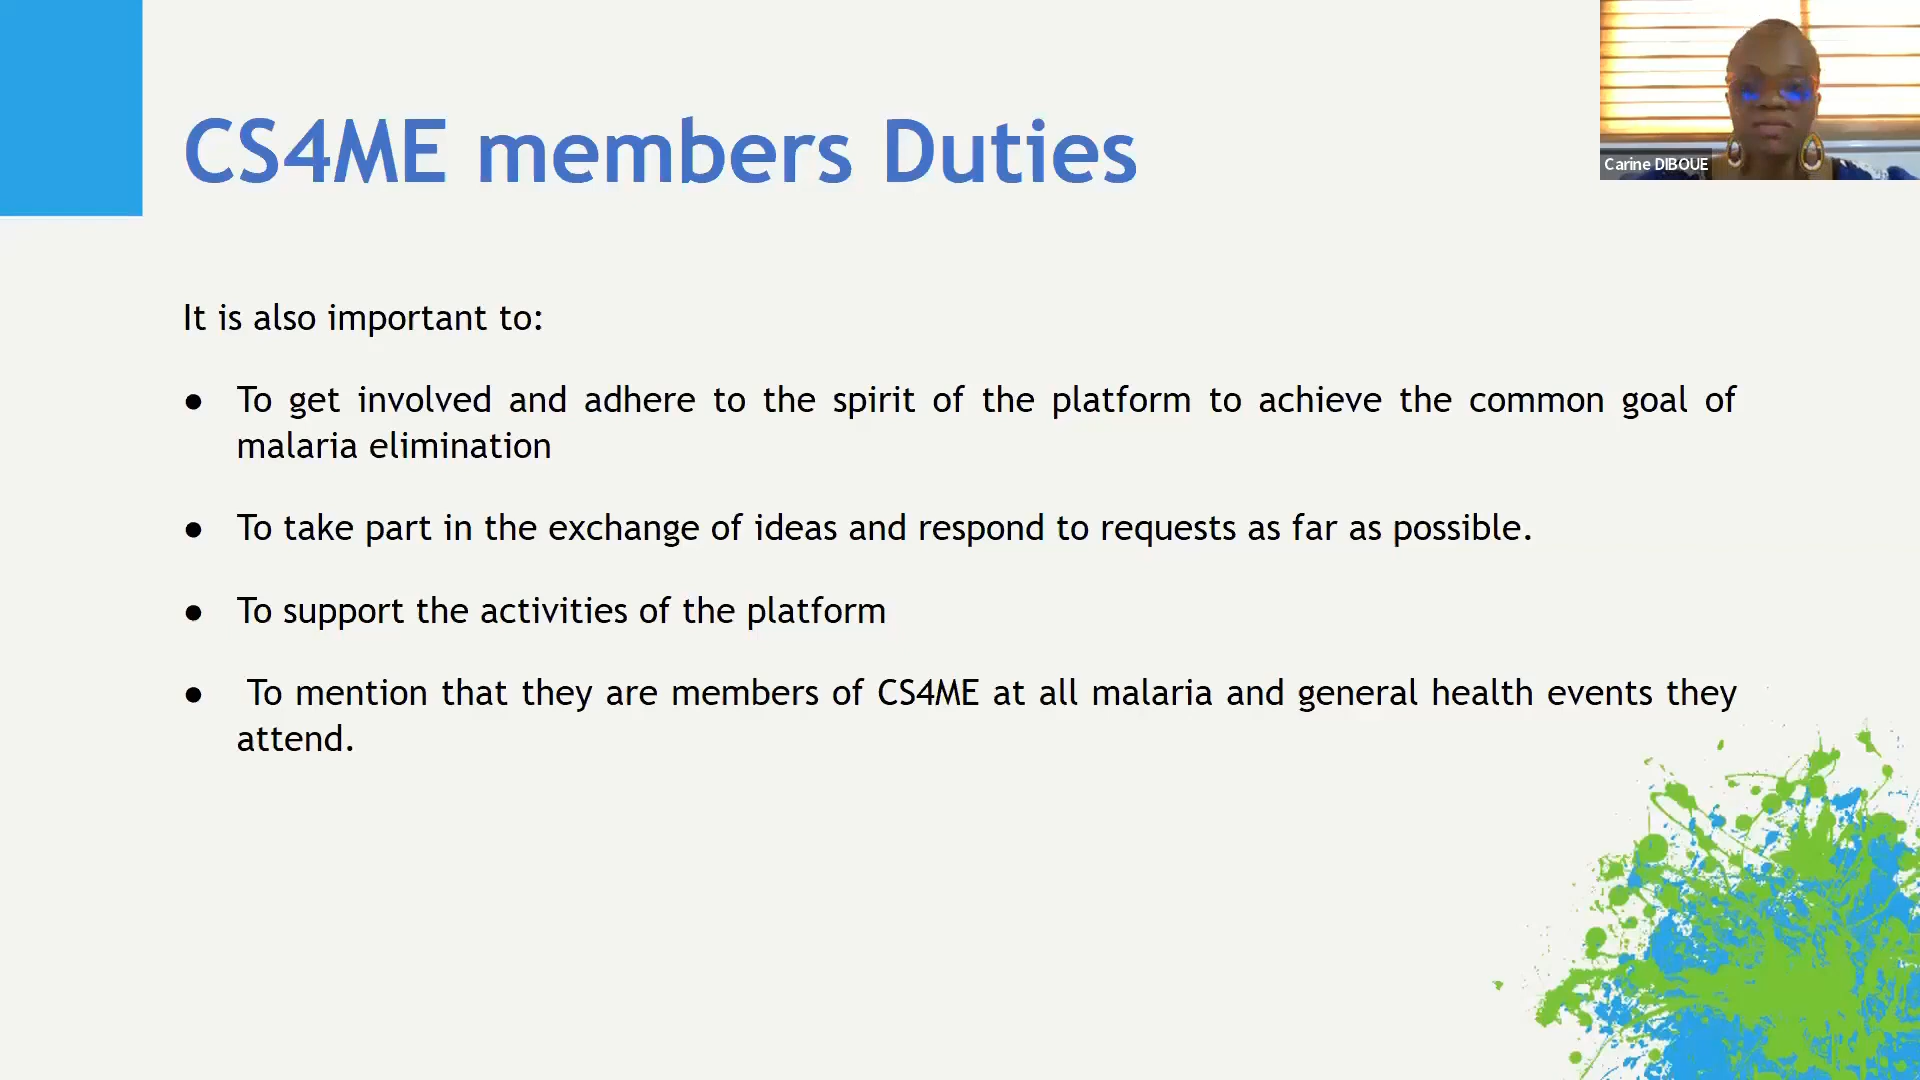 CS4ME members Duties
Carine DIBOUE
It is also important to:
● To get involved and adhere to the spirit of the platform to achieve the common goal of
malaria elimination
● To take part in the exchange of ideas and respond to requests as far as possible.
● To support the activities of the platform
● To mention that they are members of CS4ME at all malaria and general health events they
attend.